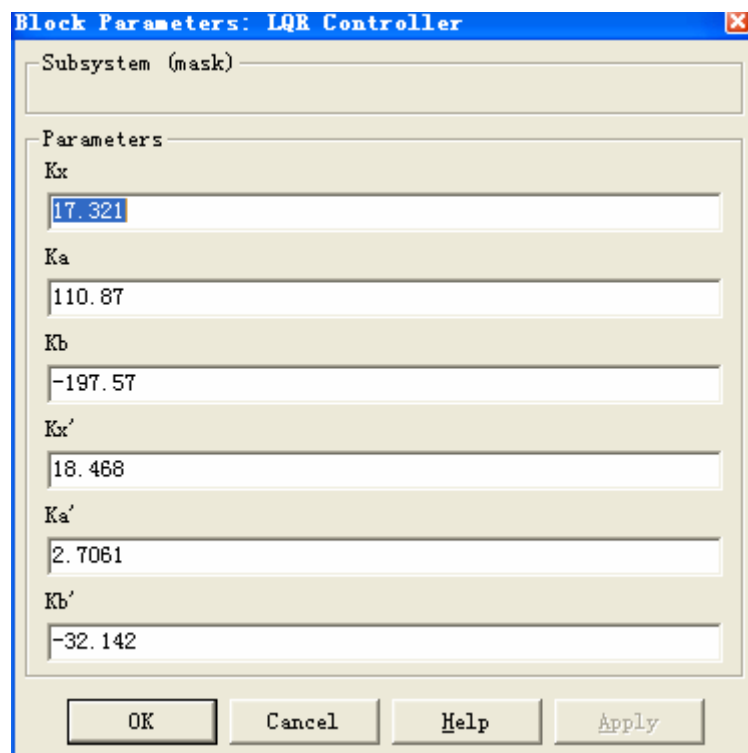 Block Parameters: LQR Controller
Subsystem (mask)
Parameters
Kx
17.321
Ka
110.87
Kb
-197.57
Kx'
18.468
Ka'
2.7061
Kb'
-32.142
OK Cancel Help Apply